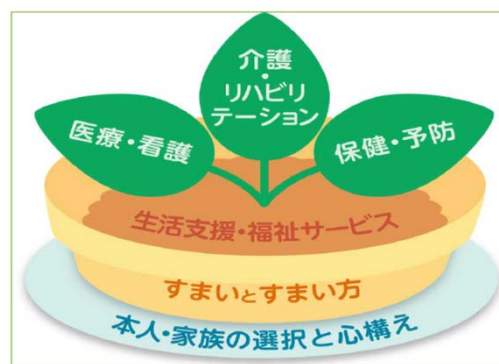 介護
・
リハビリ
テーション
医療・看護
保健・予防
生活支援・福祉サービス
すまいとすまい方
本人・家族の選択と心構え